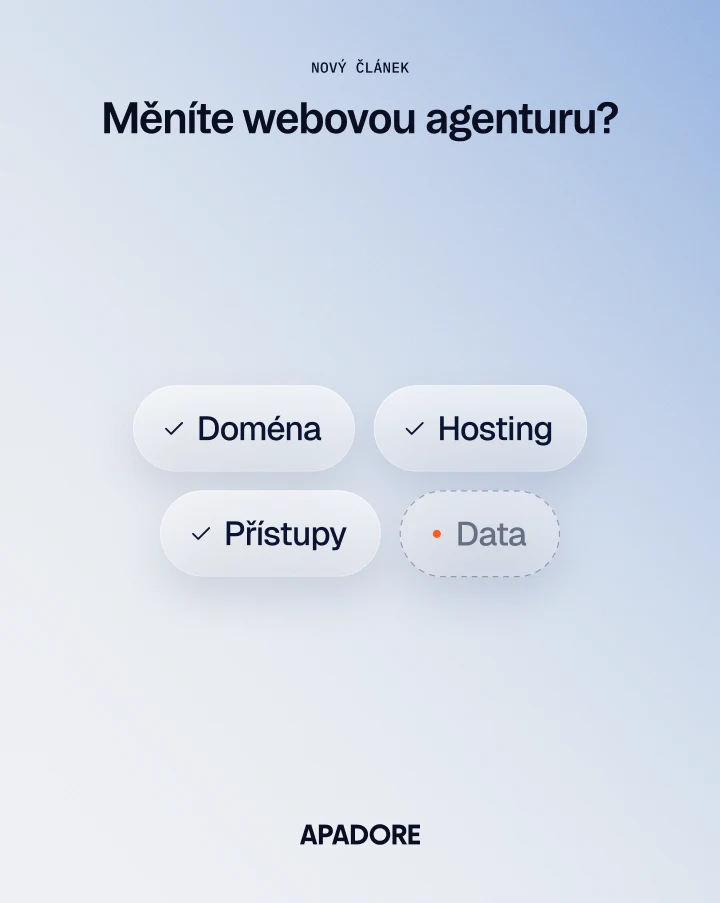 NOVÝ ČLÁNEK
Měníte webovou agenturu?
Doména
Hosting
Přístupy
Data
APADORE